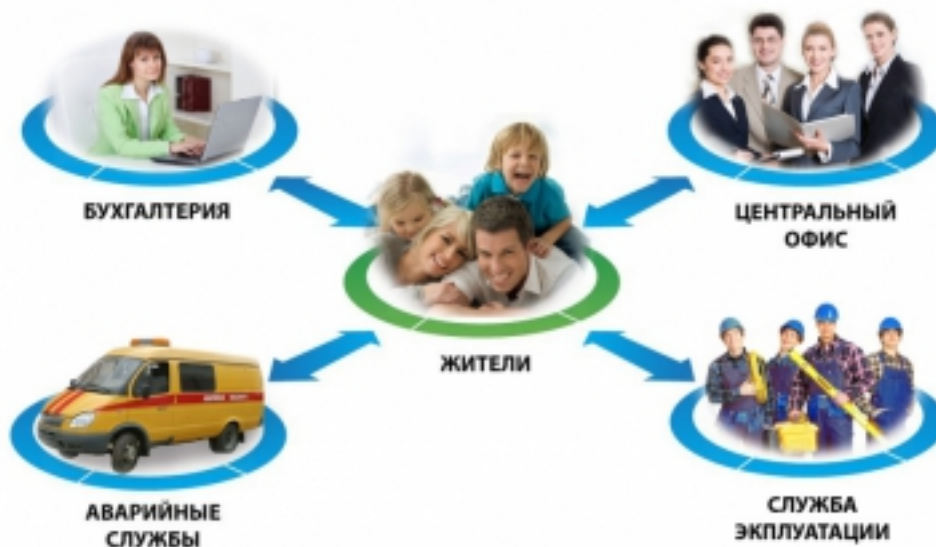 БУХГАЛТЕРИЯ
ЦЕНТРАЛЬНЫЙ
ОФИС
ЖИТЕЛИ
АВАРИЙНЫЕ
СЛУЖБЫ
СЛУЖБА
ЭКПЛУАТАЦИИ